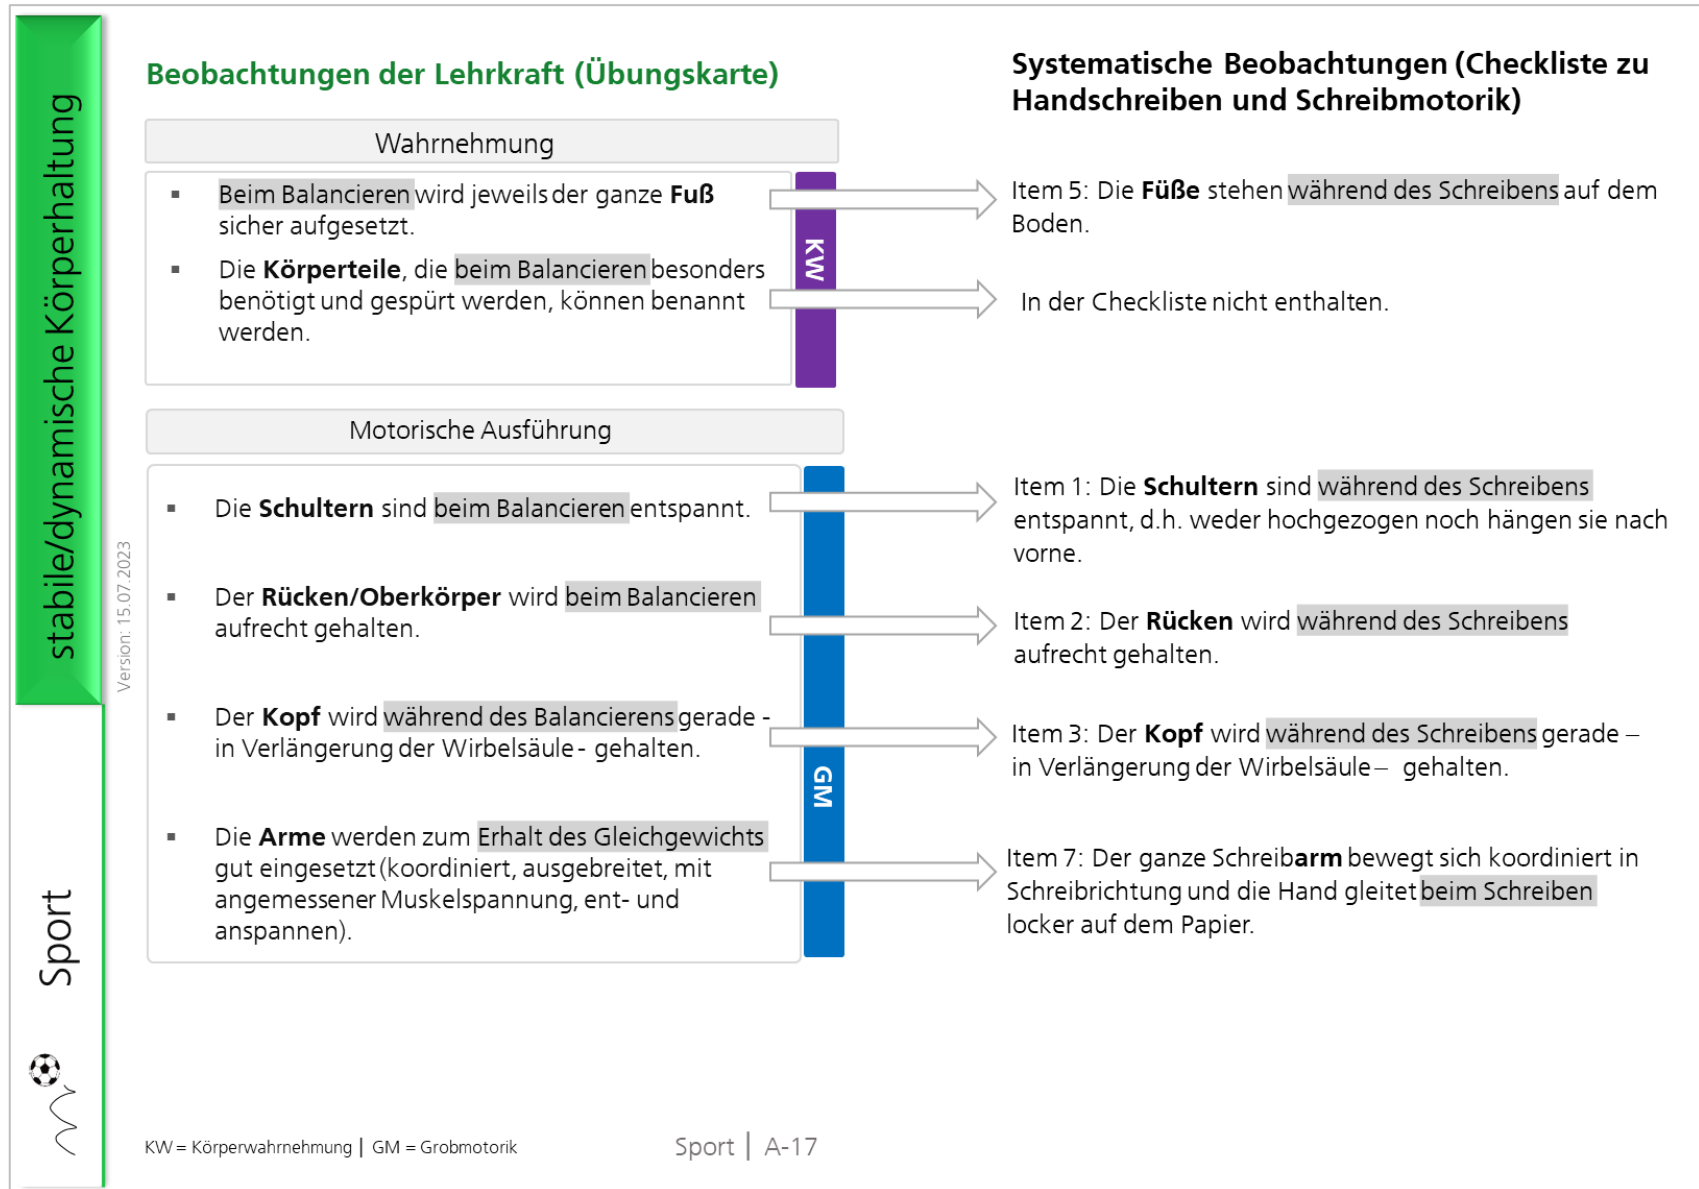 stabile/dynamische Körperhaltung
Sport
Version: 15.07.2023
Beobachtungen der Lehrkraft (Übungskarte)
Wahrnehmung
▪ Beim Balancieren wird jeweils der ganze Fuß
sicher aufgesetzt.
▪ Die Körperteile, die beim Balancieren besonders
benötigt und gespürt werden, können benannt
werden.
KW
Motorische Ausführung
▪ Die Schultern sind beim Balancieren entspannt.
▪ Der Rücken/Oberkörper wird beim Balancieren
aufrecht gehalten.
▪ Der Kopf wird während des Balancierens gerade -
in Verlängerung der Wirbelsäule - gehalten.
▪ Die Arme werden zum Erhalt des Gleichgewichts
gut eingesetzt (koordiniert, ausgebreitet, mit
angemessener Muskelspannung, ent- und
anspannen).
GM
Systematische Beobachtungen (Checkliste zu
Handschreiben und Schreibmotorik)
Item 5: Die Füße stehen während des Schreibens auf dem
Boden.
In der Checkliste nicht enthalten.
Item 1: Die Schultern sind während des Schreibens
entspannt, d.h. weder hochgezogen noch hängen sie nach
vorne.
Item 2: Der Rücken wird während des Schreibens
aufrecht gehalten.
Item 3: Der Kopf wird während des Schreibens gerade –
in Verlängerung der Wirbelsäule – gehalten.
Item 7: Der ganze Schreibarm bewegt sich koordiniert in
Schreibrichtung und die Hand gleitet beim Schreiben
locker auf dem Papier.
KW = Körperwahrnehmung | GM = Grobmotorik
Sport | A-17